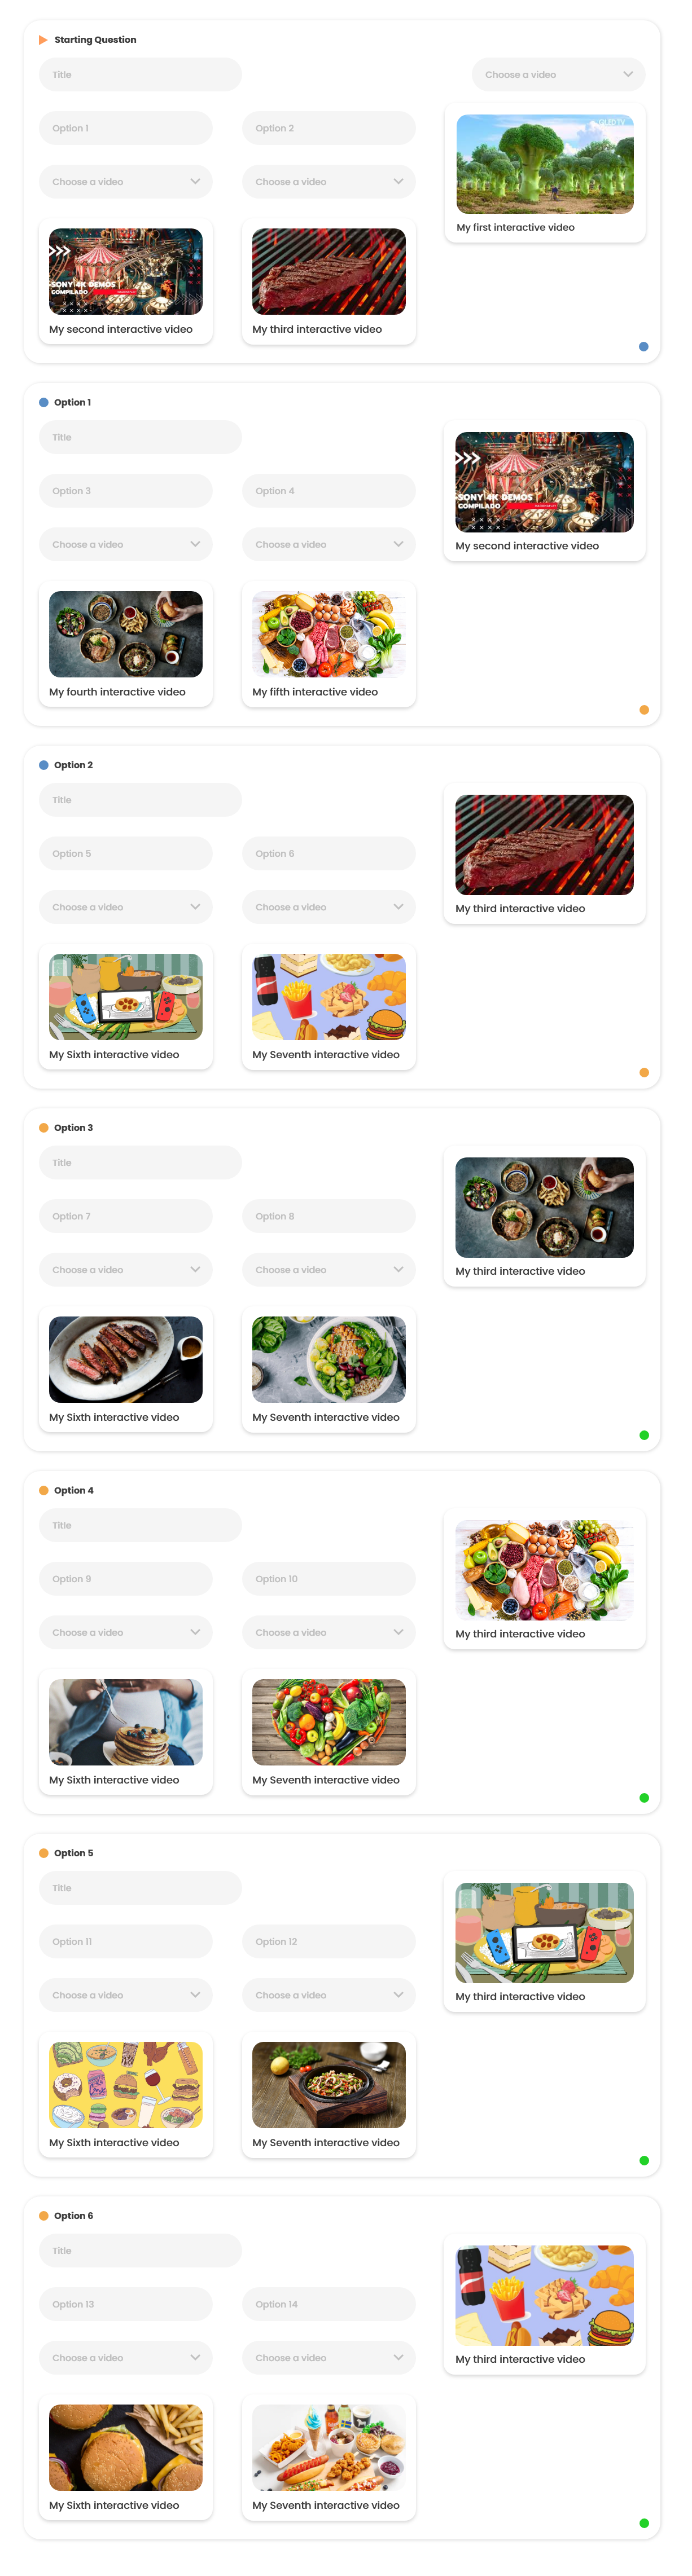 Starting Question
Title
Choose a video
Option 1
Option 2
QLED TV
Choose a video
Choose a video
My first interactive video
SONY 4K DEMOS
COMPILADO
My second interactive video
My third interactive video
Option 1
Title
Option 3
Option 4
SONY 4K DEMOS
COMPILADO
Choose a video
Choose a video
My second interactive video
My fourth interactive video
My fifth interactive video
Option 2
Title
Option 5
Option 6
Choose a video
Choose a video
My third interactive video
My Sixth interactive video
My Seventh interactive video
Option 3
Title
Option 7
Option 8
Choose a video
Choose a video
My third interactive video
My Sixth interactive video
My Seventh interactive video
Option 4
Title
Option 9
Option 10
Choose a video
Choose a video
My third interactive video
My Sixth interactive video
My Seventh interactive video
Option 5
Title
Option 11
Option 12
Choose a video
Choose a video
My third interactive video
My Sixth interactive video
My Seventh interactive video
Option 6
Title
Option 13
Option 14
Choose a video
Choose a video
My third interactive video
My Sixth interactive video
My Seventh interactive video